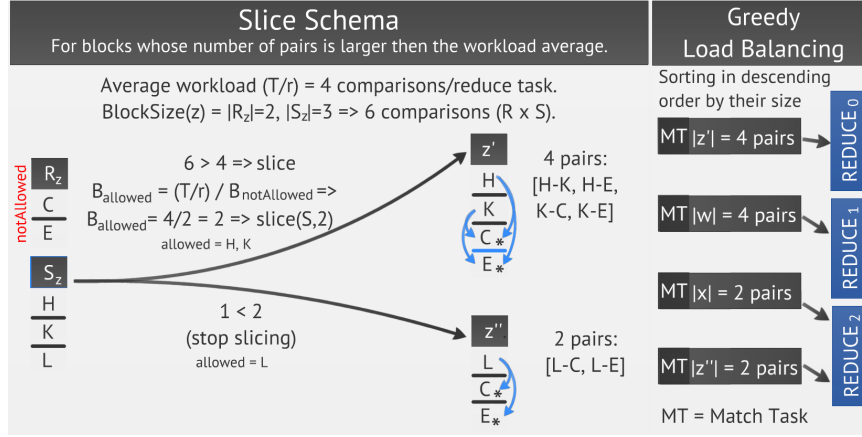 Slice Schema
For blocks whose number of pairs is larger then the workload average.
Greedy
Load Balancing
Average workload (T/r) = 4 comparisons/reduce task.
BlockSize(z) = |Rz|=2, |Sz|=3 => 6 comparisons (R x S).
notAllowed
Rz
C
E
Sz
H
K
L
6 > 4 => slice
Ballowed = (T/r) / BnotAllowed =>
Ballowed= 4/2 = 2 => slice(S,2)
allowed = H, K
1 < 2
(stop slicing)
allowed = L
z'
H
K
C*
E*
4 pairs:
[H-K, H-E,
K-C, K-E]
z''
L
C*
E*
2 pairs:
[L-C, L-E]
Sorting in descending
order by their size
MT |z'| = 4 pairs
MT |w| = 4 pairs
MT |x| = 2 pairs
MT |z''| = 2 pairs
REDUCE 0
REDUCE 1
REDUCE 2
MT = Match Task